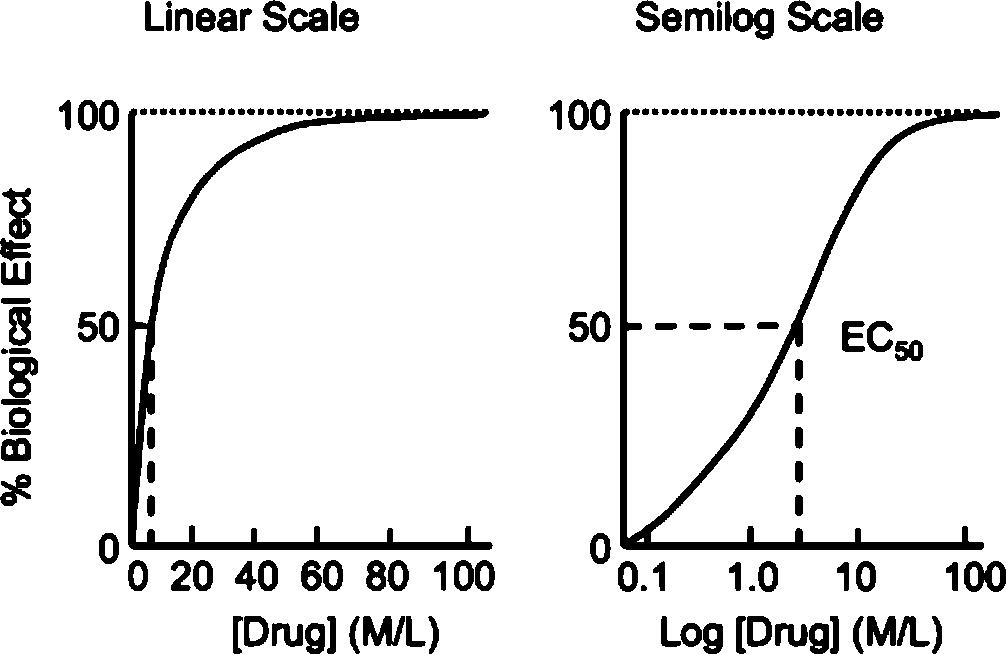 Linear Scale
100
50
0
% Biological Effect
0 20 40 60 80 100
[Drug] (M/L)
Semilog Scale
100
50
0
EC50
0.1 1.0 10 100
Log [Drug] (M/L)